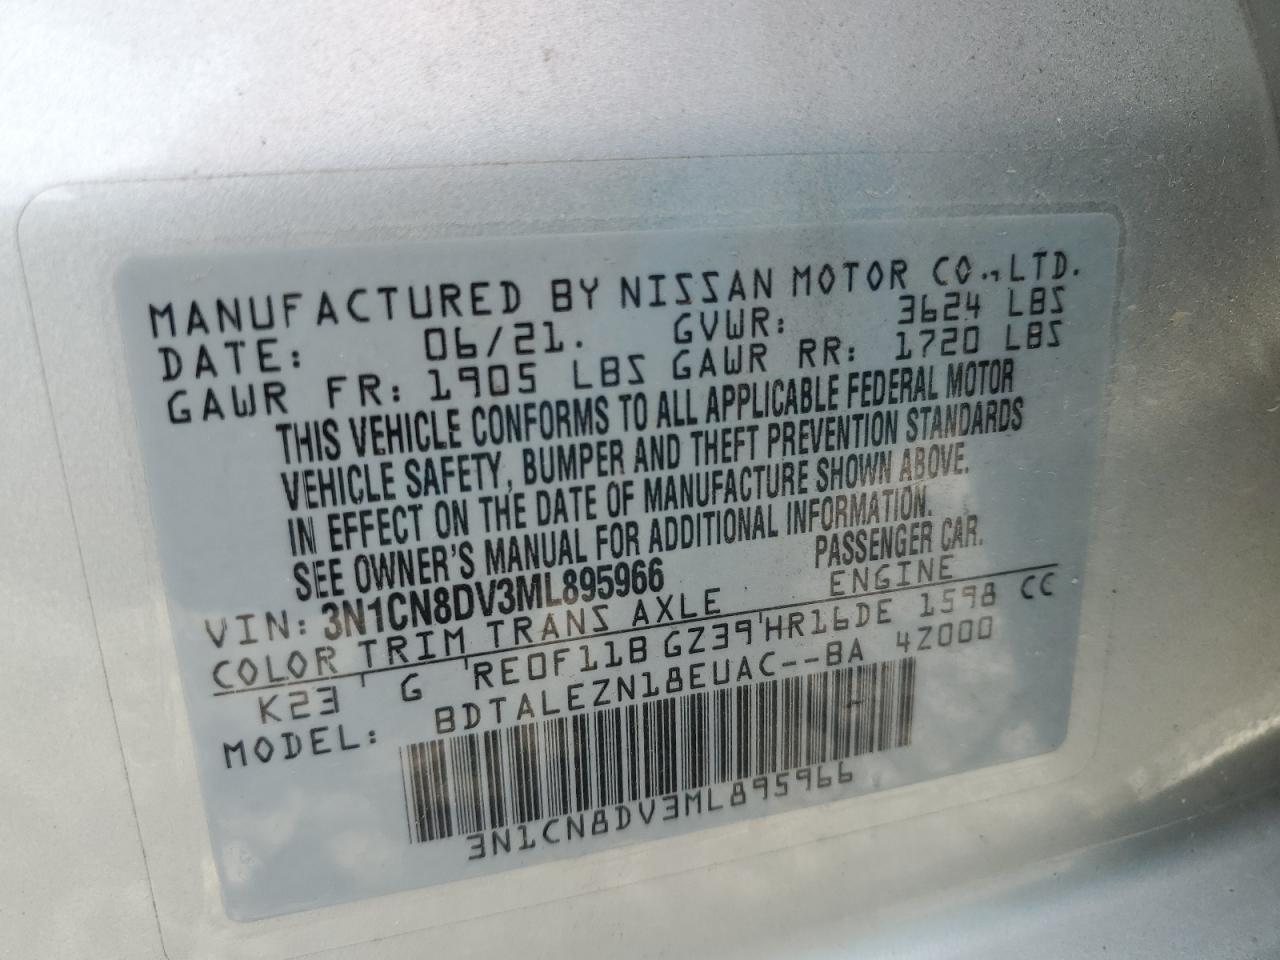 MANUFACTURED BY NISSAN MOTOR CO., LTD.
DATE: 06/21. GVWR: 3624 LBS
GAWR FR: 1905 LBS GAWR RR: 1720 LBS
THIS VEHICLE CONFORMS TO ALL APPLICABLE FEDERAL MOTOR
VEHICLE SAFETY, BUMPER AND THEFT PREVENTION STANDARDS
IN EFFECT ON THE DATE OF MANUFACTURE SHOWN ABOVE.
SEE OWNER'S MANUAL FOR ADDITIONAL INFORMATION.
VIN: 3N1CN8DV3ML895966 PASSENGER CAR.
COLOR TRIM TRANS AXLE ENGINE
K23 G RE0F11B GZ39 HR16DE 1598 CC
MODEL: BDTALEZN18EUAC--BA 4Z000
3N1CN8DV3ML895966